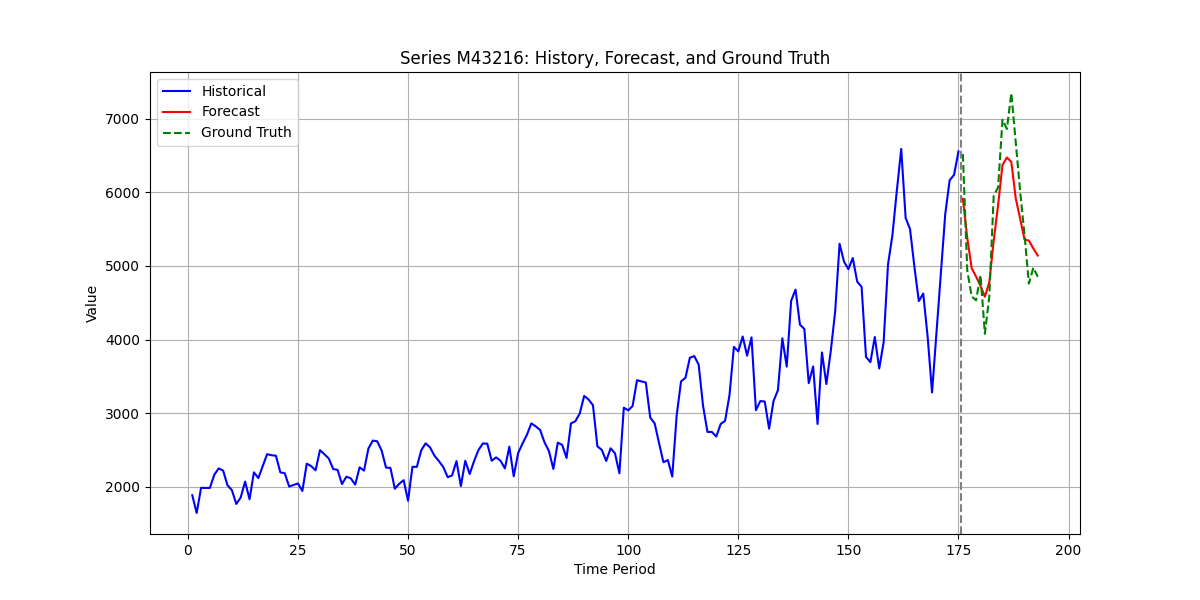 Series M43216: History, Forecast, and Ground Truth
Historical
Forecast
Ground Truth
7000
6000
5000
4000
3000
2000
Value
0 25 50 75 100 125 150 175 200
Time Period